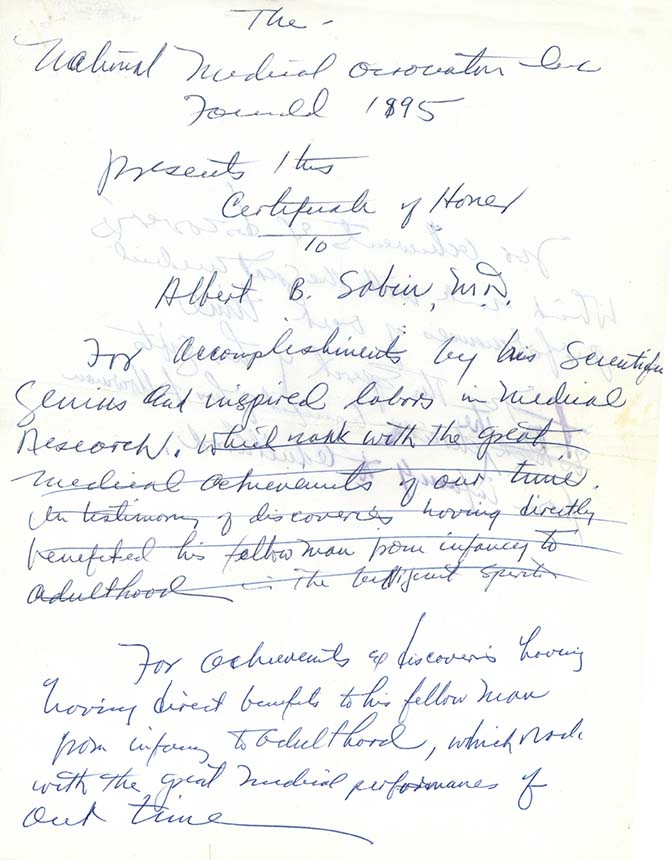 The -
National Medical Association Inc
Founded 1895
presents this
Certificate of Honor
to
Albert B. Sabin, M.D.
For accomplishments by his Scientific
Genius and inspired labors in Medical
Research. Which rank with the great
medical achievements of our time.
In testimony of discoveries having directly
benefited his fellow man from infancy to
adulthood in the spirit
For achievements & discoveries having
having direct benefits to his fellow man
from infancy to adulthood, which rank
with the great medical performances of
our time